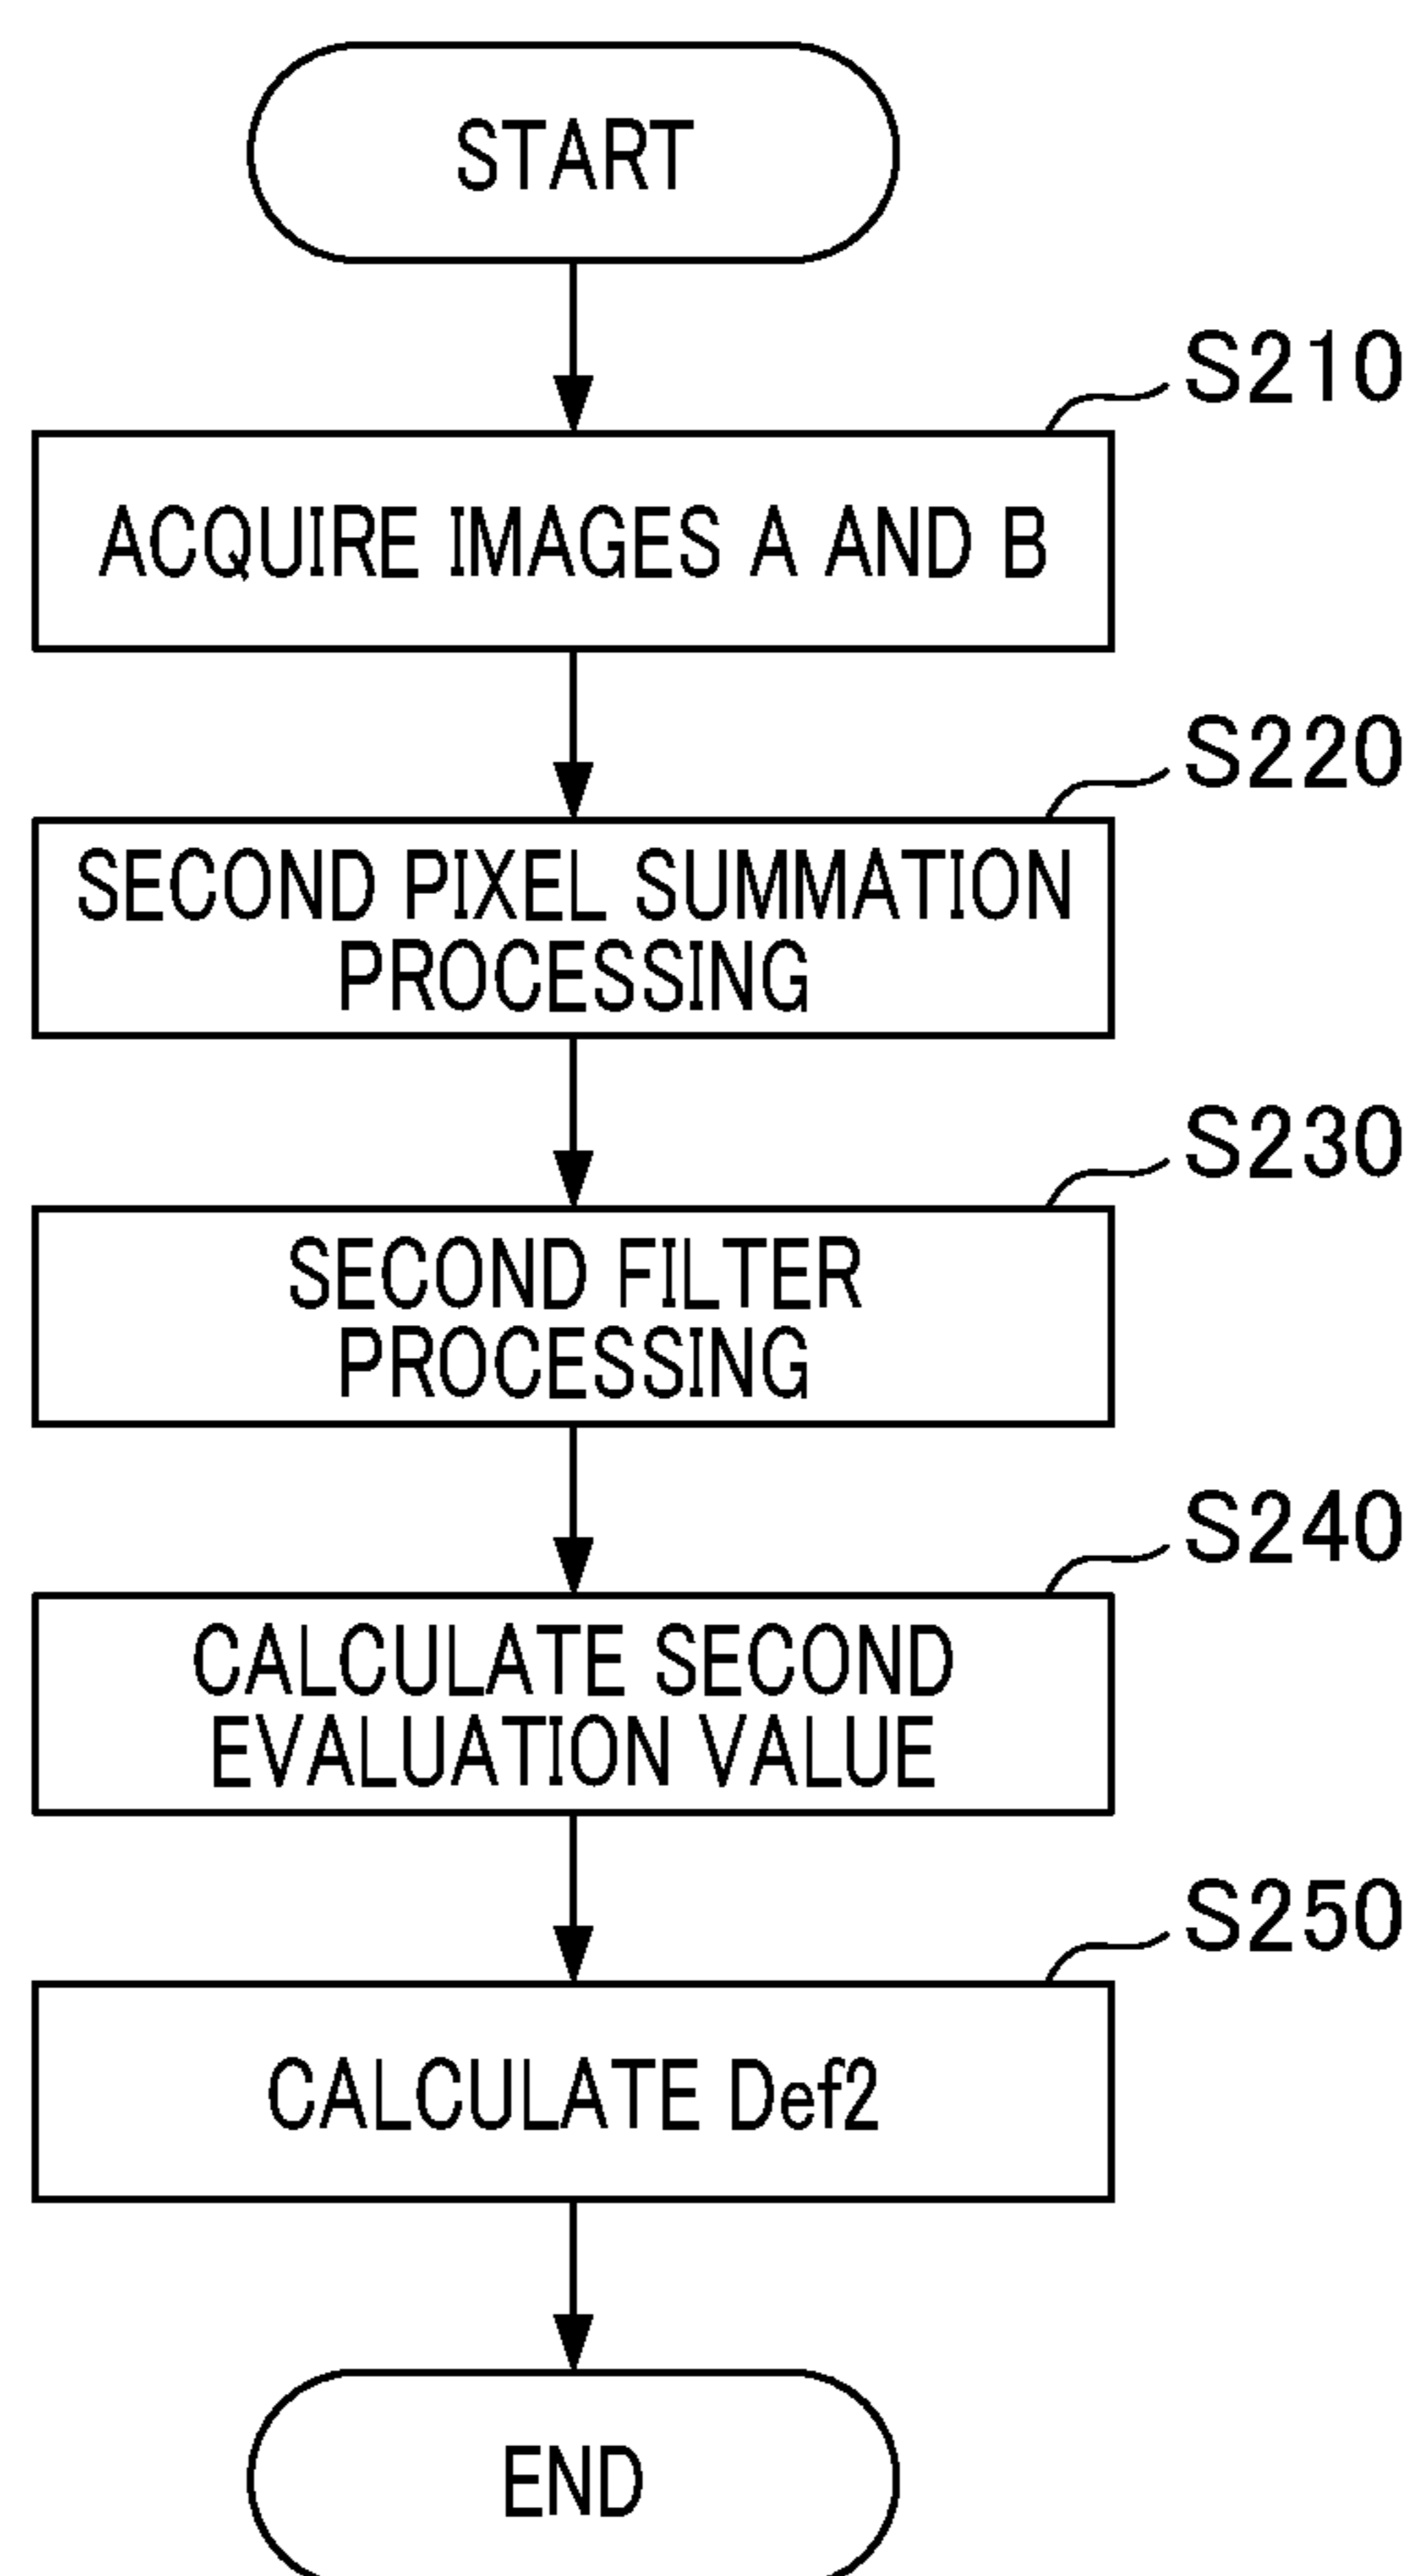 START
S210
ACQUIRE IMAGES A AND B
S220
SECOND PIXEL SUMMATION
PROCESSING
S230
SECOND FILTER
PROCESSING
S240
CALCULATE SECOND
EVALUATION VALUE
S250
CALCULATE Def2
END